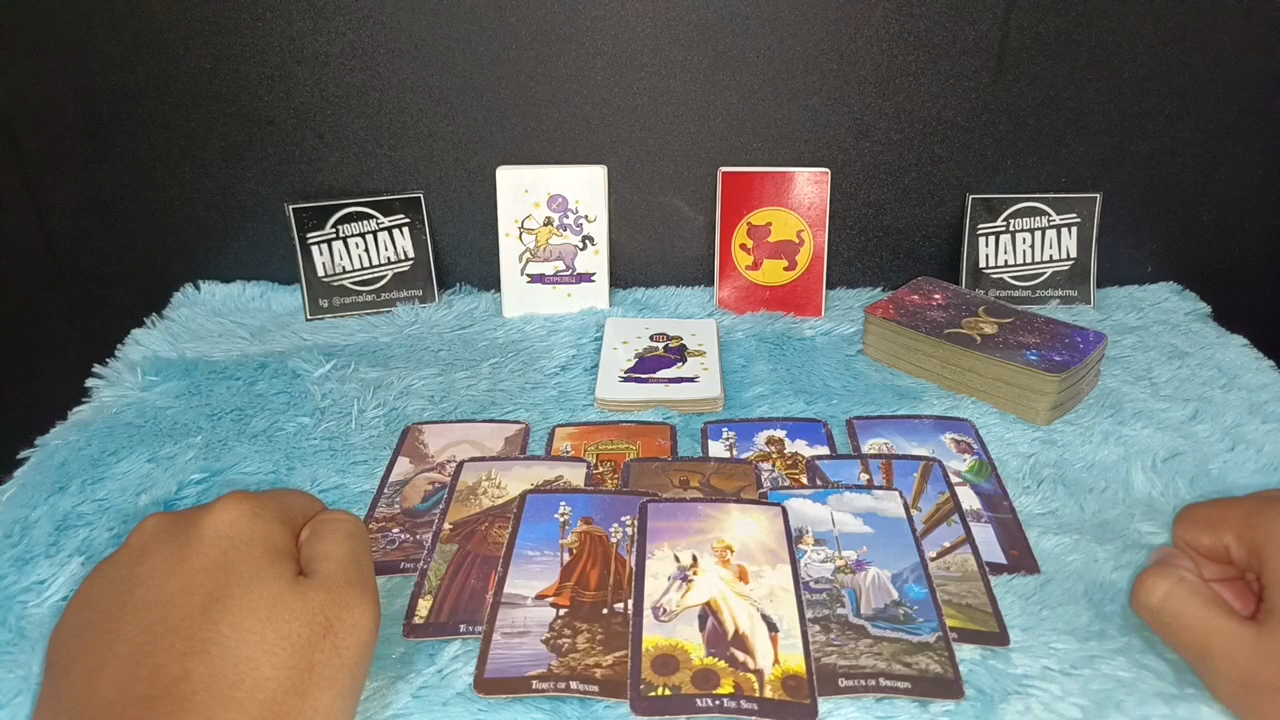 ZODIAK
HARIAN
Ig: @ramalan_zodiakmu
СТРЕЛЕЦ
ZODIAK
HARIAN
Ig: @ramalan_zodiakmu
ДЕВА
THREE OF WANDS
XIX • THE SUN
QUEEN OF SWORDS